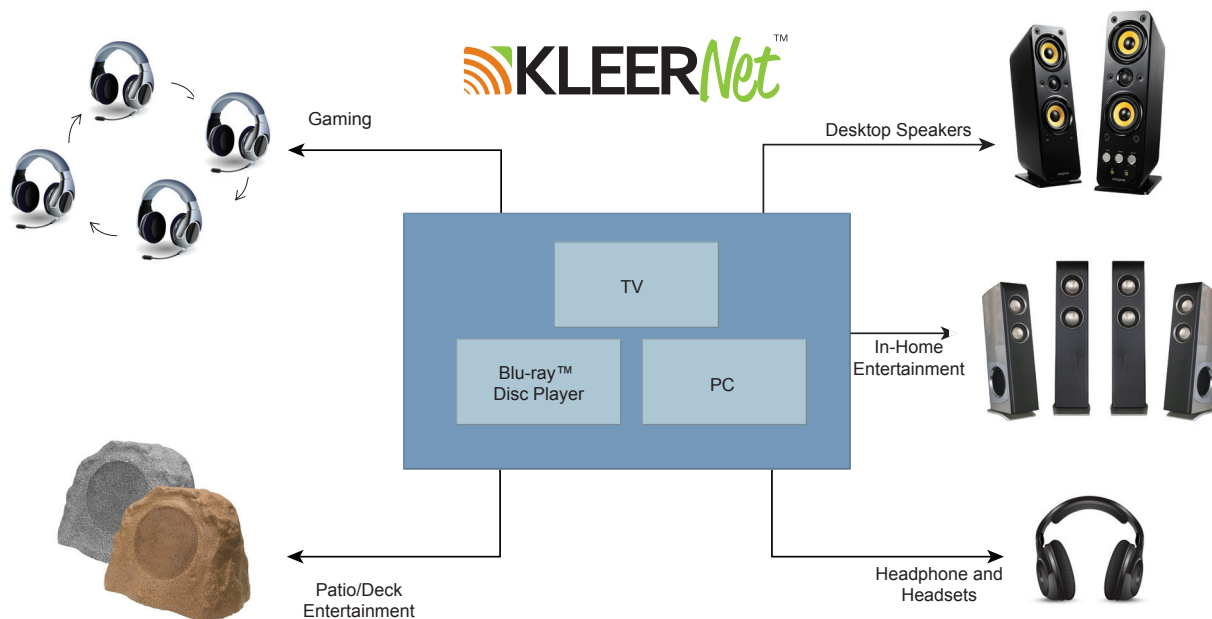 KLEERNet™
Gaming
Desktop Speakers
TV
Blu-ray™
Disc Player
PC
In-Home
Entertainment
Patio/Deck
Entertainment
Headphone and
Headsets